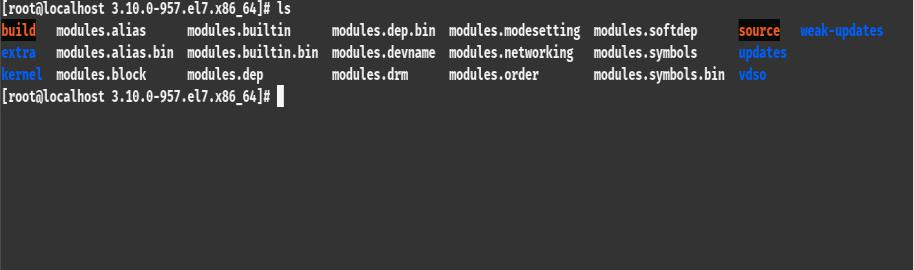 [root@localhost 3.10.0-957.el7.x86_64]# ls
build modules.alias modules.builtin modules.dep.bin modules.modesetting modules.softdep source weak-updates
extra modules.alias.bin modules.builtin.bin modules.devname modules.networking modules.symbols updates
kernel modules.block modules.dep modules.drm modules.order modules.symbols.bin vdso
[root@localhost 3.10.0-957.el7.x86_64]#